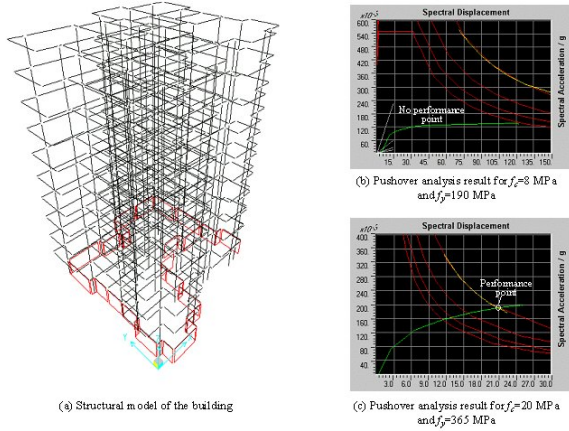 x10⁻³
Spectral Displacement
600.
540.
480.
420.
360.
300.
240.
180.
120.
60.
No performance
point
15. 30. 45. 60. 75. 90. 105. 120. 135. 150.
Spectral Acceleration / g
(b) Pushover analysis result for fc=8 MPa
and fy=190 MPa
x10⁻³
Spectral Displacement
400.
360.
320.
280.
240.
200.
160.
120.
80.
40.
Performance
point
3.0 6.0 9.0 12.0 15.0 18.0 21.0 24.0 27.0 30.0
Spectral Acceleration / g
(a) Structural model of the building
(c) Pushover analysis result for fc=20 MPa
and fy=365 MPa